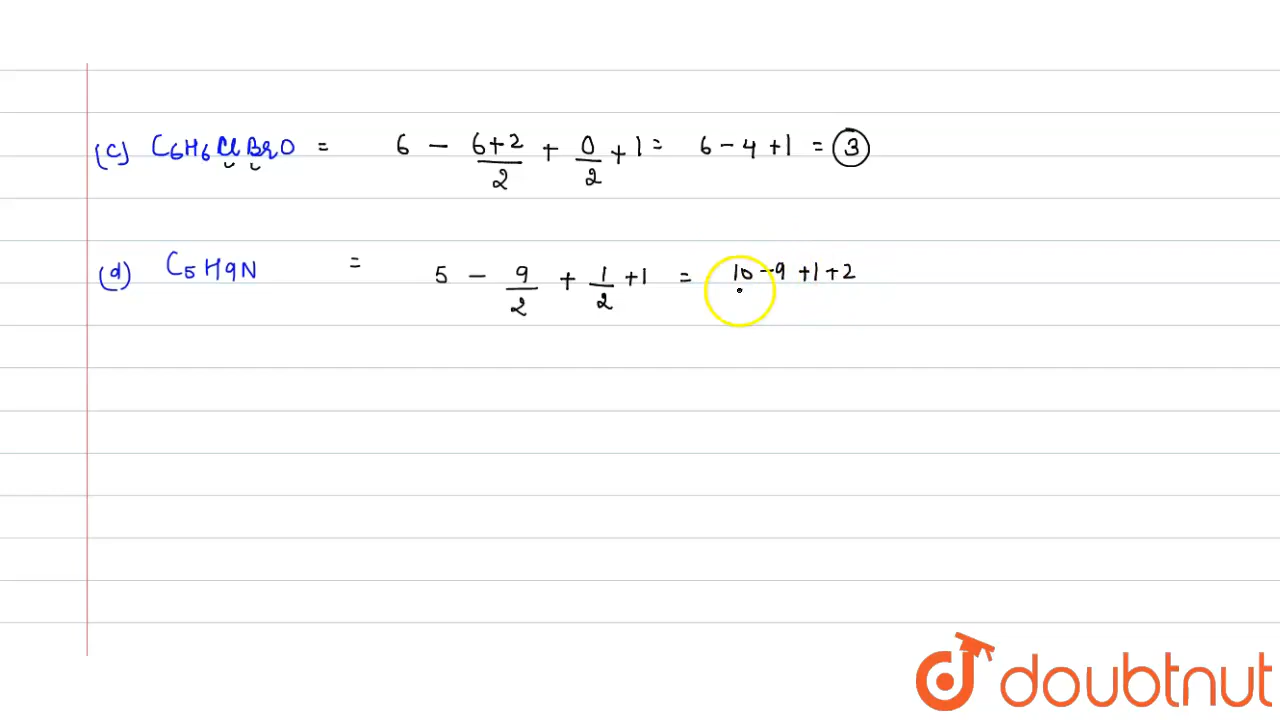 (c) C6H6ClBrO = 6 - 6+2/2 + 0/2 + 1 = 6 - 4 + 1 = 3
(d) C5H9N = 5 - 9/2 + 1/2 + 1 = 10 - 9 + 1 + 2
doubtnut